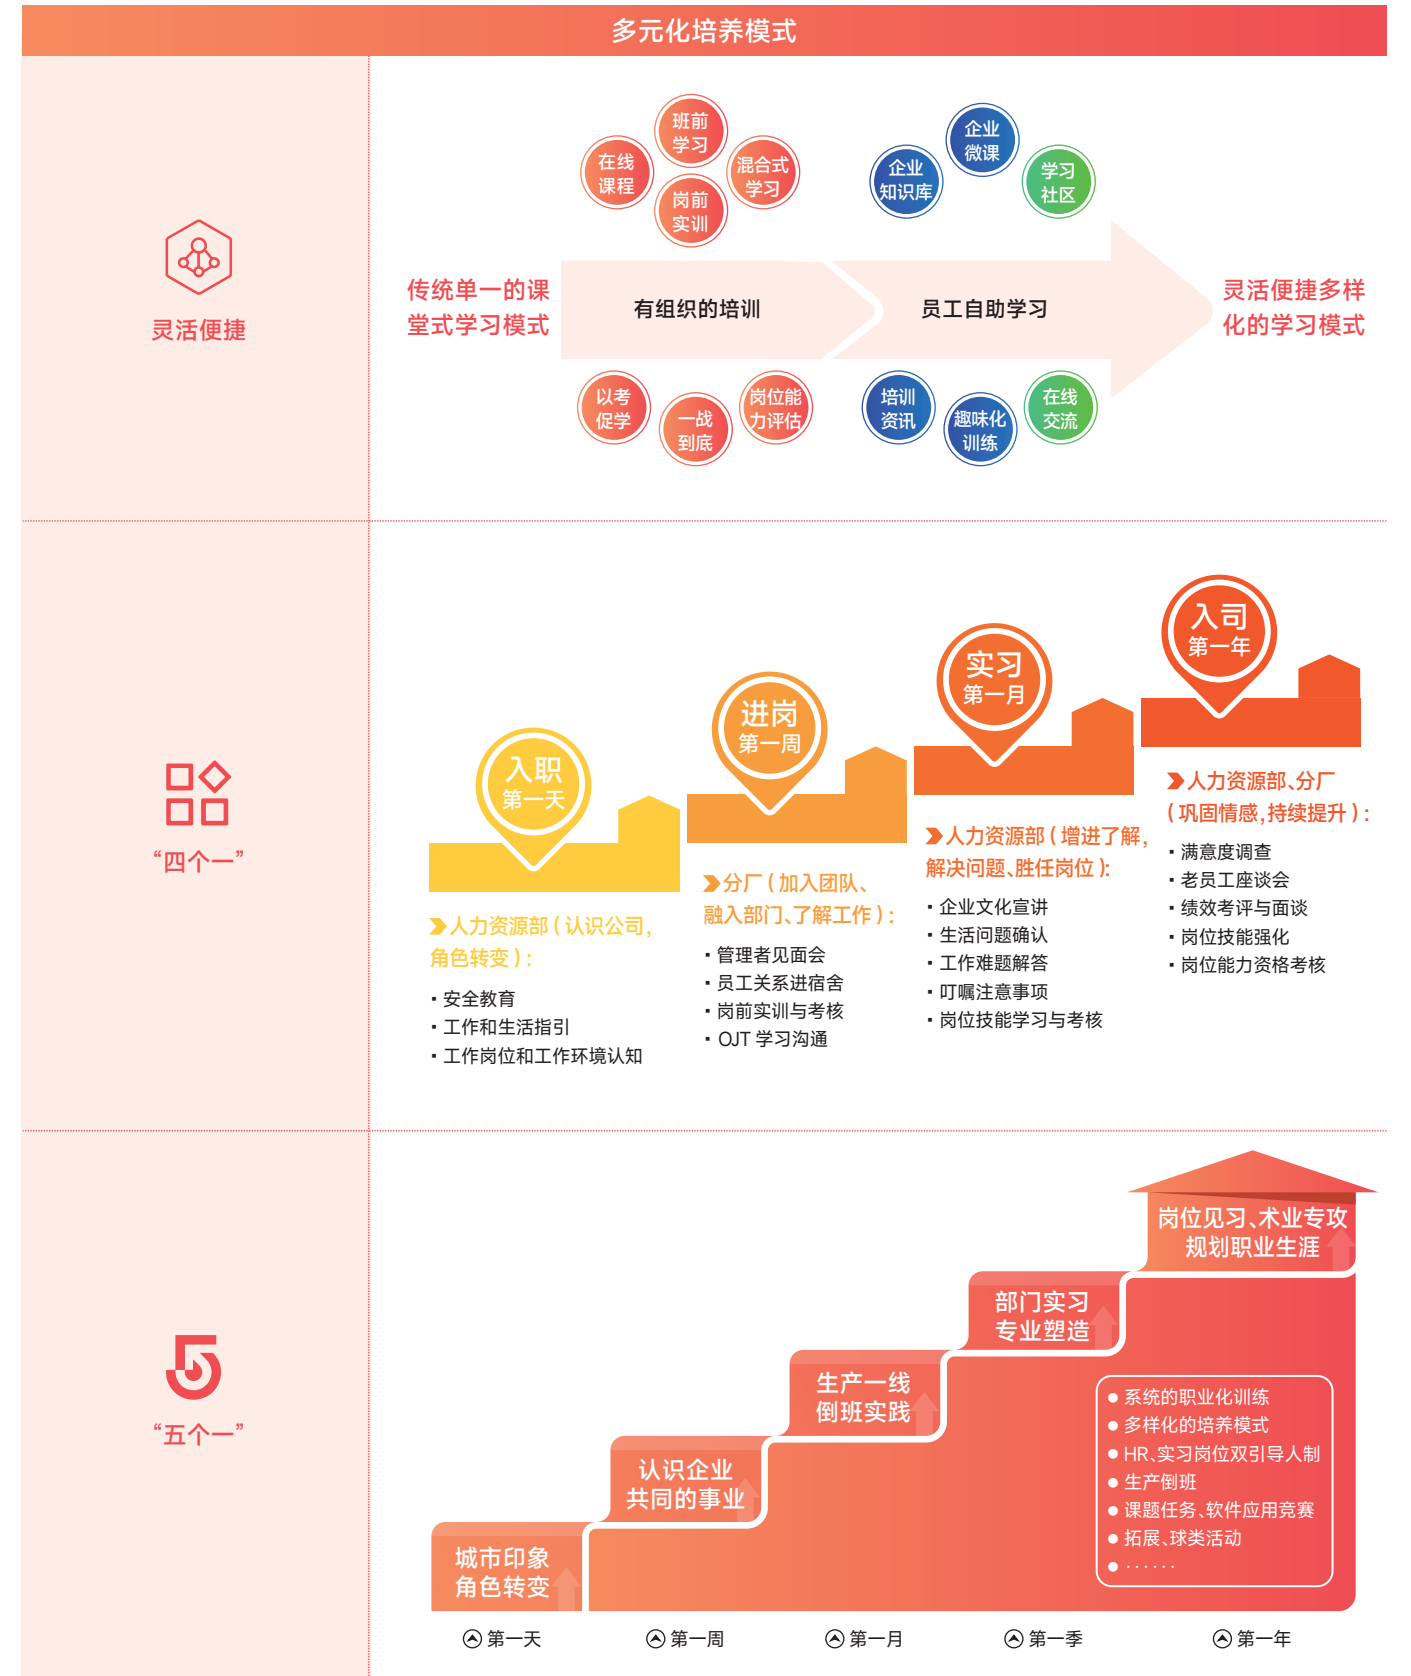 多元化培养模式
灵活便捷
传统单一的课
堂式学习模式
在线
课程
班前
学习
岗前
实训
混合式
学习
企业
知识库
企业
微课
学习
社区
有组织的培训
员工自助学习
灵活便捷多样
化的学习模式
以考
促学
一战
到底
岗位能
力评估
培训
资讯
趣味化
训练
在线
交流
“四个一”
入职
第一天
人力资源部（认识公司，
角色转变）：
· 安全教育
· 工作和生活指引
· 工作岗位和工作环境认知
进岗
第一周
分厂（加入团队、
融入部门、了解工作）：
· 管理者见面会
· 员工关系进宿舍
· 岗前实训与考核
· OJT 学习沟通
实习
第一月
人力资源部（增进了解，
解决问题、胜任岗位）：
· 企业文化宣讲
· 生活问题确认
· 工作难题解答
· 叮嘱注意事项
· 岗位技能学习与考核
入司
第一年
人力资源部、分厂
（巩固情感，持续提升）：
· 满意度调查
· 老员工座谈会
· 绩效考评与面谈
· 岗位技能强化
· 岗位能力资格考核
5
“五个一”
城市印象
角色转变
认识企业
共同的事业
生产一线
倒班实践
部门实习
专业塑造
岗位见习、术业专攻
规划职业生涯
● 系统的职业化训练
● 多样化的培养模式
● HR、实习岗位双引导人制
● 生产倒班
● 课题任务、软件应用竞赛
● 拓展、球类活动
● ······
第一天
第一周
第一月
第一季
第一年